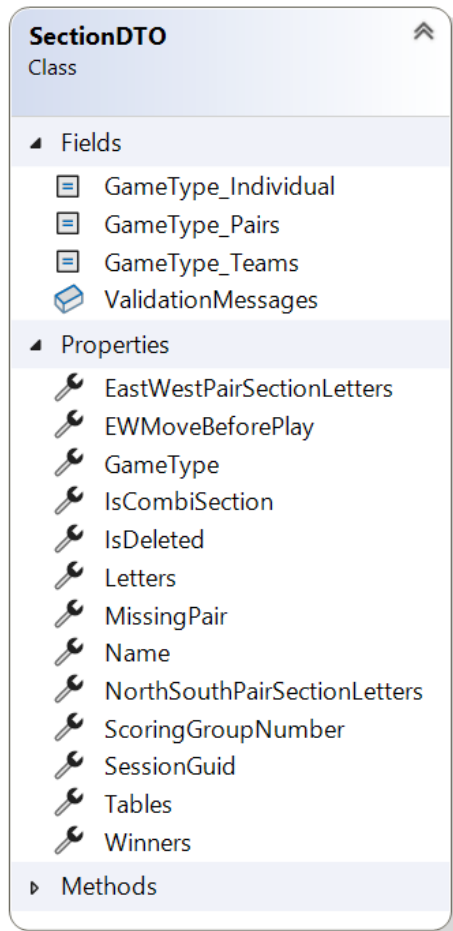 SectionDTO
Class
Fields
GameType_Individual
GameType_Pairs
GameType_Teams
ValidationMessages
Properties
EastWestPairSectionLetters
EWMoveBeforePlay
GameType
IsCombiSection
IsDeleted
Letters
MissingPair
Name
NorthSouthPairSectionLetters
ScoringGroupNumber
SessionGuid
Tables
Winners
Methods